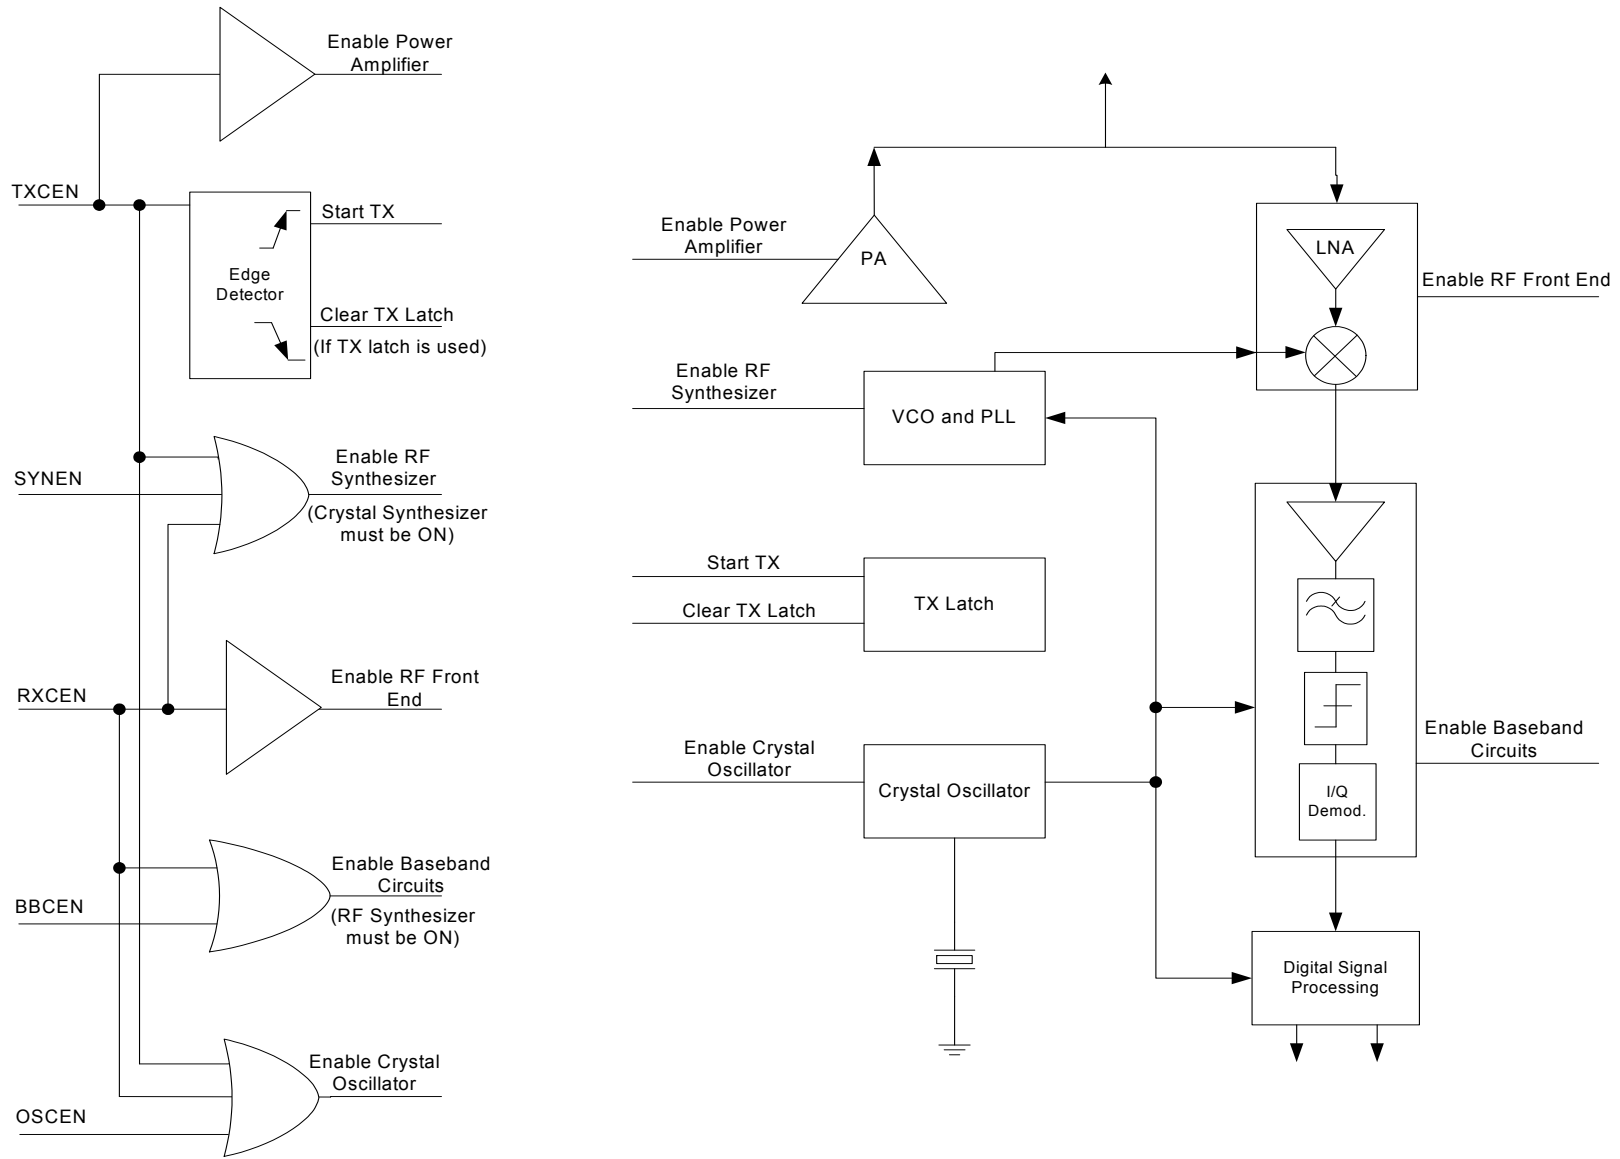 Enable Power
Amplifier
TXCEN
Start TX
Edge
Detector
Clear TX Latch
(If TX latch is used)
SYNEN
Enable RF
Synthesizer
(Crystal Synthesizer
must be ON)
RXCEN
Enable RF Front
End
BBCEN
Enable Baseband
Circuits
(RF Synthesizer
must be ON)
OSCEN
Enable Crystal
Oscillator
Enable Power
Amplifier
PA
LNA
Enable RF Front End
Enable RF
Synthesizer
VCO and PLL
Start TX
Clear TX Latch
TX Latch
Enable Crystal
Oscillator
Crystal Oscillator
I/Q
Demod.
Enable Baseband
Circuits
Digital Signal
Processing